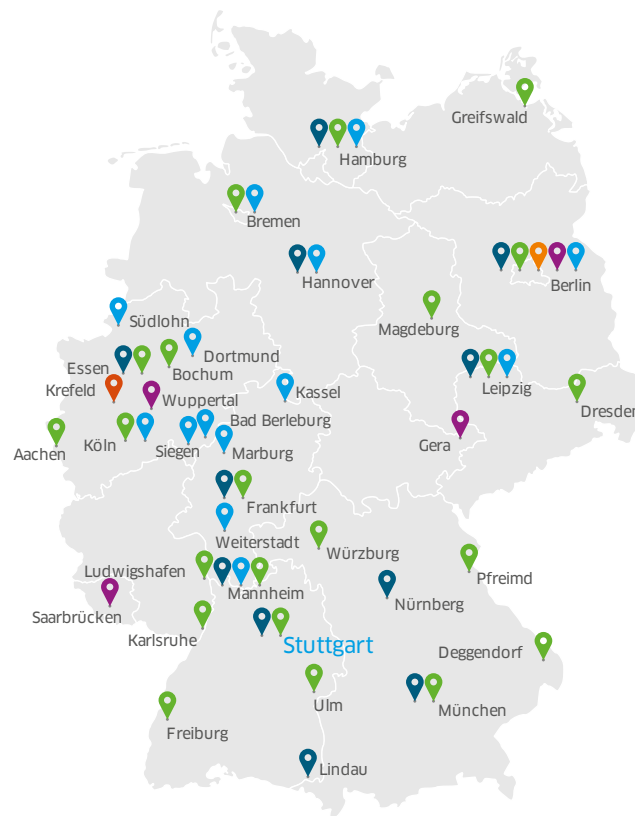 Greifswald
Hamburg
Bremen
Hannover
Berlin
Südlohn
Magdeburg
Dortmund
Essen
Bochum
Leipzig
Krefeld
Wuppertal
Kassel
Dresden
Bad Berleburg
Köln
Siegen
Marburg
Gera
Aachen
Frankfurt
Weiterstadt
Würzburg
Ludwigshafen
Pfreimd
Mannheim
Nürnberg
Saarbrücken
Karlsruhe
Stuttgart
Deggendorf
Ulm
München
Freiburg
Lindau